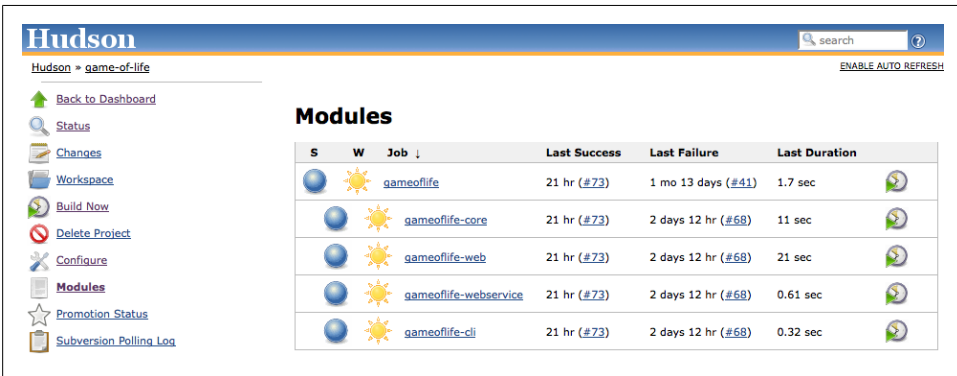 Hudson
search
?
Hudson » game-of-life
ENABLE AUTO REFRESH
Back to Dashboard
Status
Changes
Workspace
Build Now
Delete Project
Configure
Modules
Promotion Status
Subversion Polling Log
Modules
S W Job ↓ Last Success Last Failure Last Duration
gameoflife 21 hr (#73) 1 mo 13 days (#41) 1.7 sec
gameoflife-core 21 hr (#73) 2 days 12 hr (#68) 11 sec
gameoflife-web 21 hr (#73) 2 days 12 hr (#68) 21 sec
gameoflife-webservice 21 hr (#73) 2 days 12 hr (#68) 0.61 sec
gameoflife-cli 21 hr (#73) 2 days 12 hr (#68) 0.32 sec